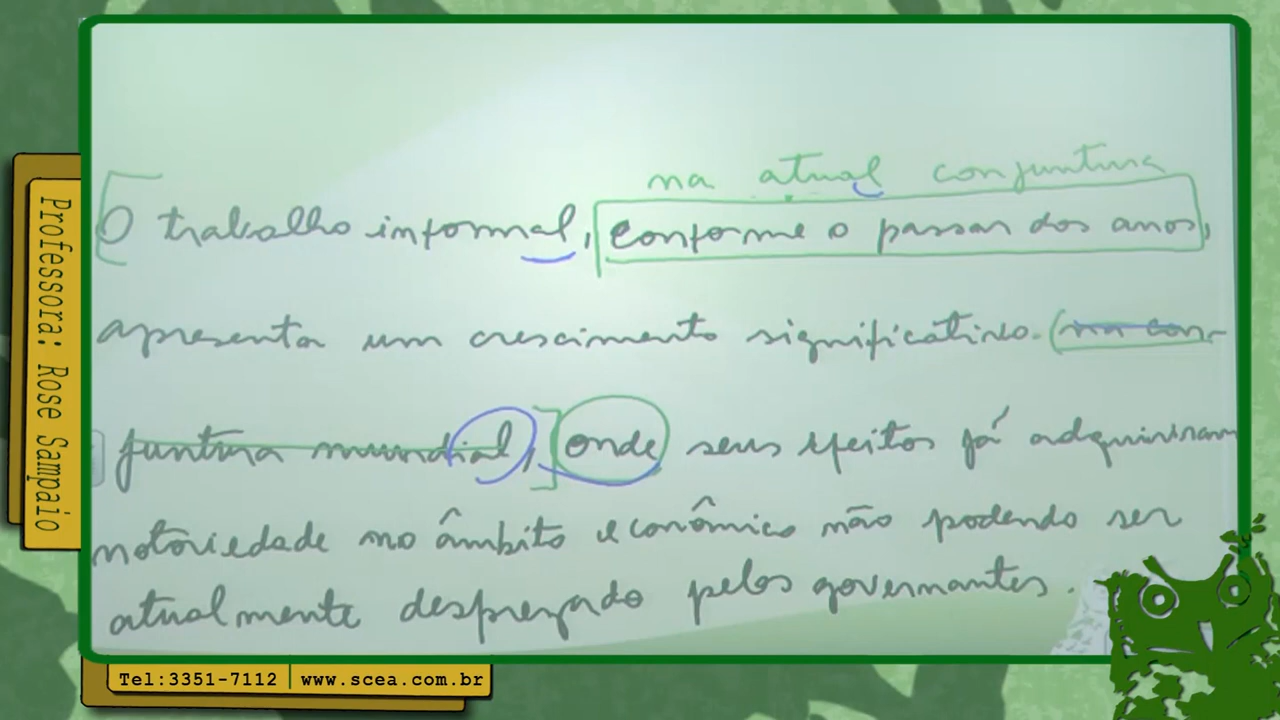 na atual conjuntura
O trabalho informal, conforme o passar dos anos,
apresenta um crescimento significativo. na con-
juntura mundial, onde seus efeitos já adquiriram
notoriedade no âmbito econômico não podendo ser
atualmente desprezado pelos governantes.
Professora: Rose Sampaio
Tel:3351-7112 www.scea.com.br